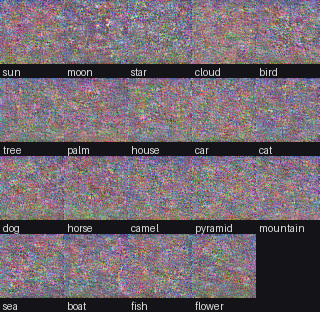 sun moon star cloud bird
tree palm house car cat
dog horse camel pyramid mountain
sea boat fish flower